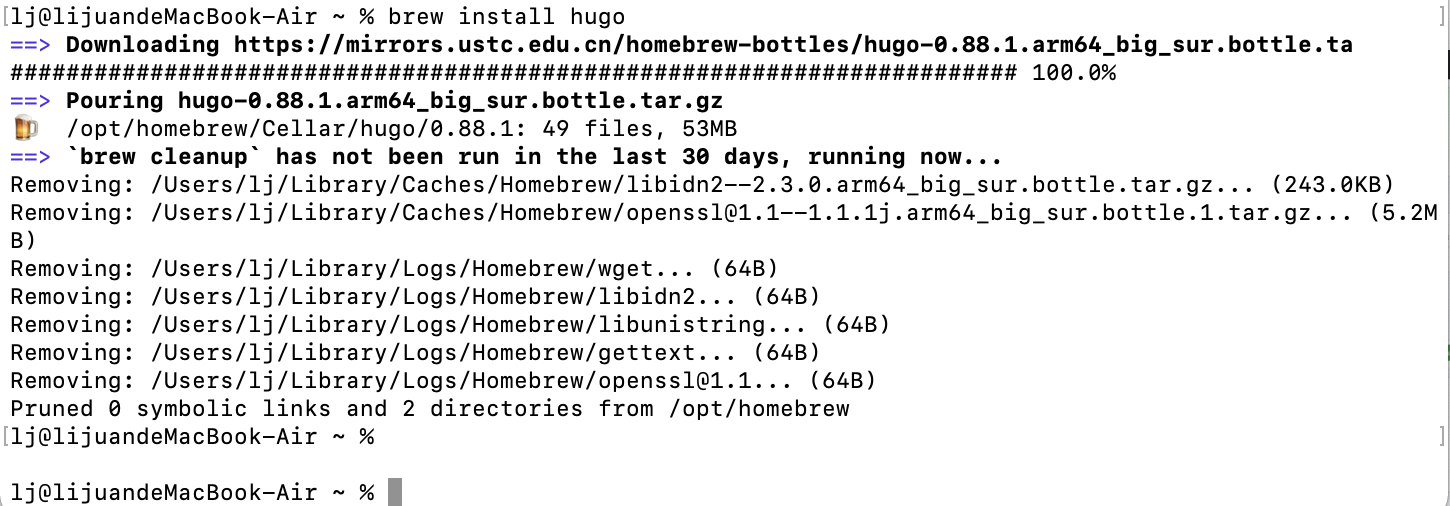 lj@lijuandeMacBook-Air ~ % brew install hugo
==> Downloading https://mirrors.ustc.edu.cn/homebrew-bottles/hugo-0.88.1.arm64_big_sur.bottle.ta
######################################################################## 100.0%
==> Pouring hugo-0.88.1.arm64_big_sur.bottle.tar.gz
🍺  /opt/homebrew/Cellar/hugo/0.88.1: 49 files, 53MB
==> `brew cleanup` has not been run in the last 30 days, running now...
Removing: /Users/lj/Library/Caches/Homebrew/libidn2--2.3.0.arm64_big_sur.bottle.tar.gz... (243.0KB)
Removing: /Users/lj/Library/Caches/Homebrew/openssl@1.1--1.1.1j.arm64_big_sur.bottle.1.tar.gz... (5.2M
B)
Removing: /Users/lj/Library/Logs/Homebrew/wget... (64B)
Removing: /Users/lj/Library/Logs/Homebrew/libidn2... (64B)
Removing: /Users/lj/Library/Logs/Homebrew/libunistring... (64B)
Removing: /Users/lj/Library/Logs/Homebrew/gettext... (64B)
Removing: /Users/lj/Library/Logs/Homebrew/openssl@1.1... (64B)
Pruned 0 symbolic links and 2 directories from /opt/homebrew
lj@lijuandeMacBook-Air ~ %
lj@lijuandeMacBook-Air ~ %